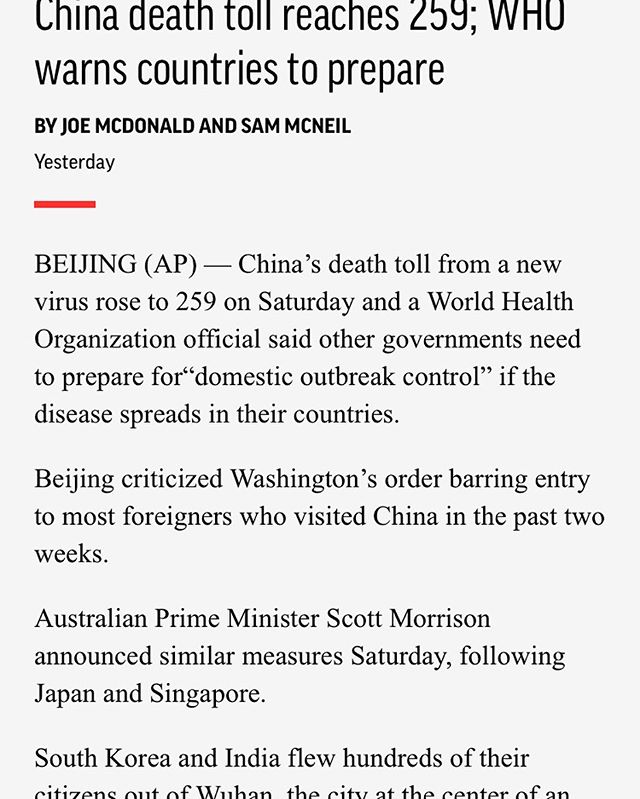 China death toll reaches 259; WHO
warns countries to prepare
BY JOE MCDONALD AND SAM MCNEIL
Yesterday
BEIJING (AP) — China’s death toll from a new
virus rose to 259 on Saturday and a World Health
Organization official said other governments need
to prepare for“domestic outbreak control” if the
disease spreads in their countries.
Beijing criticized Washington’s order barring entry
to most foreigners who visited China in the past two
weeks.
Australian Prime Minister Scott Morrison
announced similar measures Saturday, following
Japan and Singapore.
South Korea and India flew hundreds of their
citizens out of Wuhan, the city at the center of an